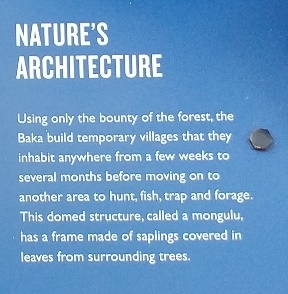 NATURE'S
ARCHITECTURE
Using only the bounty of the forest, the
Baka build temporary villages that they
inhabit anywhere from a few weeks to
several months before moving on to
another area to hunt, fish, trap and forage.
This domed structure, called a mongulu,
has a frame made of saplings covered in
leaves from surrounding trees.